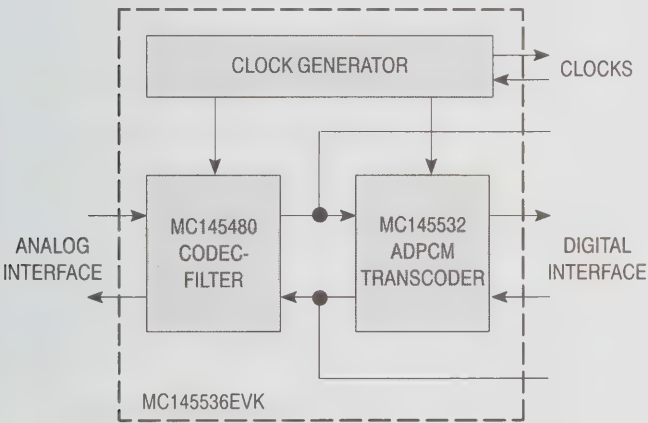 CLOCK GENERATOR
CLOCKS
MC145480
CODEC-
FILTER
MC145532
ADPCM
TRANSCODER
ANALOG
INTERFACE
DIGITAL
INTERFACE
MC145536EVK